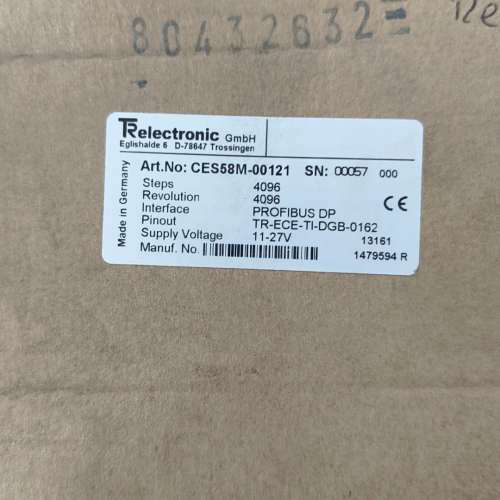 80432632=
TRelectronic GmbH
Eglishalde 6 D-78647 Trossingen
Made in Germany
Art.No: CES58M-00121 SN: 00057 000
Steps 4096
Revolution 4096
Interface PROFIBUS DP
Pinout TR-ECE-TI-DGB-0162
Supply Voltage 11-27V 13161
Manuf. No.
1479594 R
CE